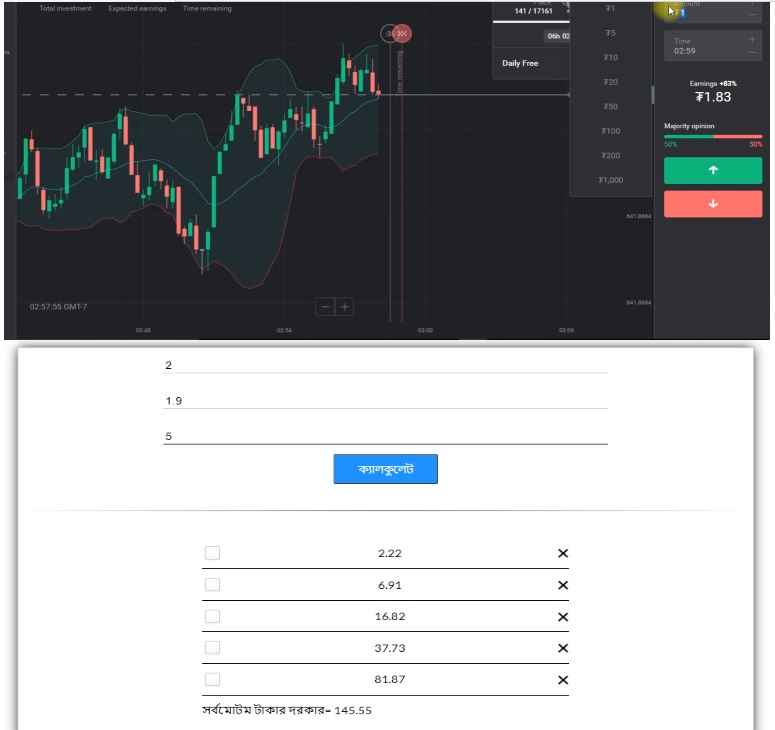 Total investment Expected earnings Time remaining
141 / 17161
06h 02
Daily Free
Time remaining
₮1
₮5
₮10
₮20
₮50
₮100
₮200
₮1,000
Amount
₮ 1
Time
02:59
Earnings +83%
₮1.83
Majority opinion
50% 50%
641.8684
641.8684
02:57:55 GMT-7
02:48 02:54 03:00 03:06
2
1.9
5
ক্যালকুলেট
2.22
6.91
16.82
37.73
81.87
সর্বমোটম টাকার দরকার= 145.55